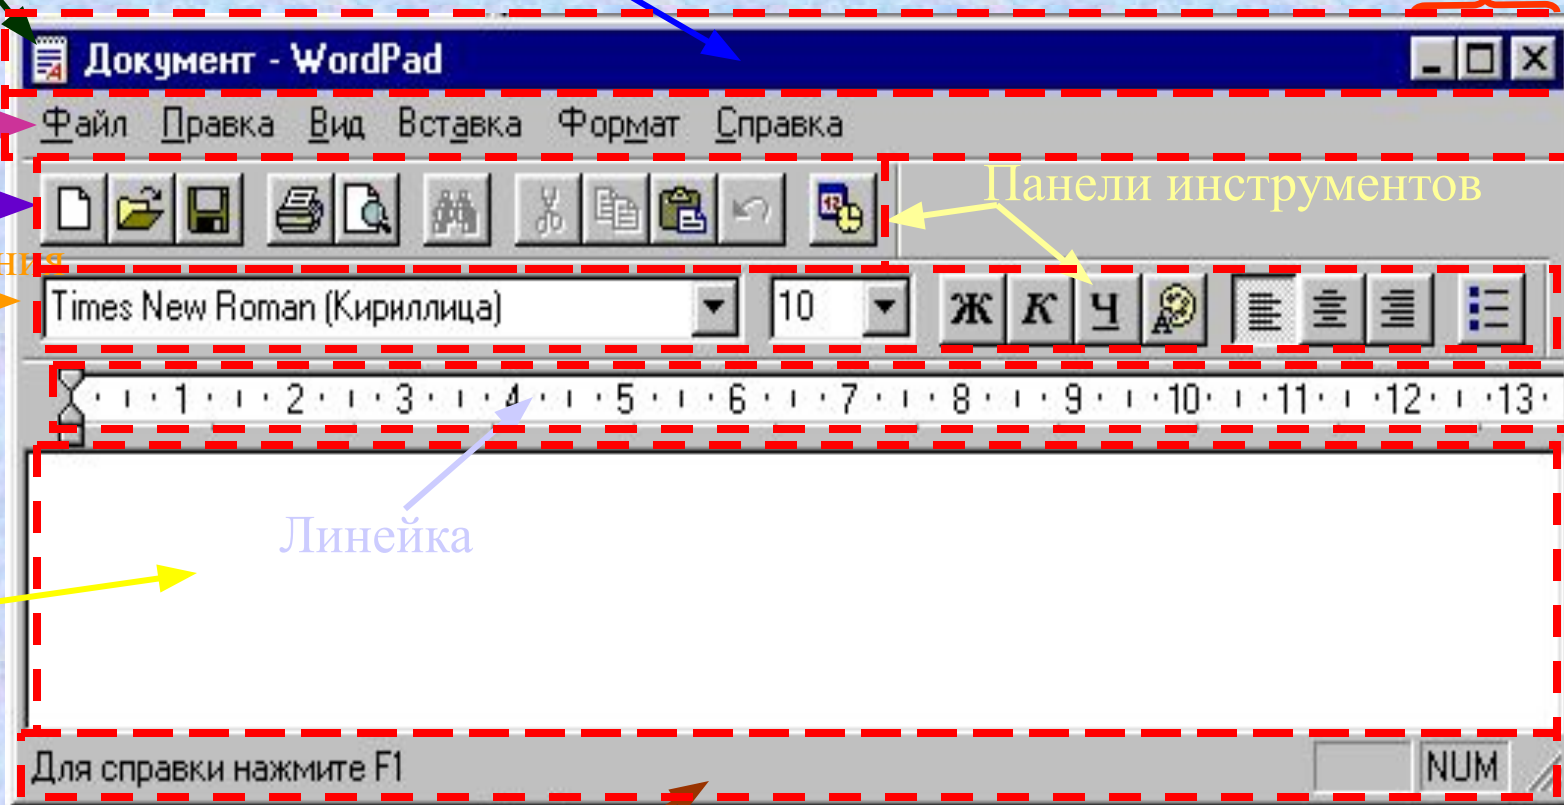 Документ - WordPad
Файл Правка Вид Вставка Формат Справка
Панели инструментов
ния
Times New Roman (Кириллица) 10 Ж К Ч
1 2 3 4 5 6 7 8 9 10 11 12 13
Линейка
Для справки нажмите F1 NUM